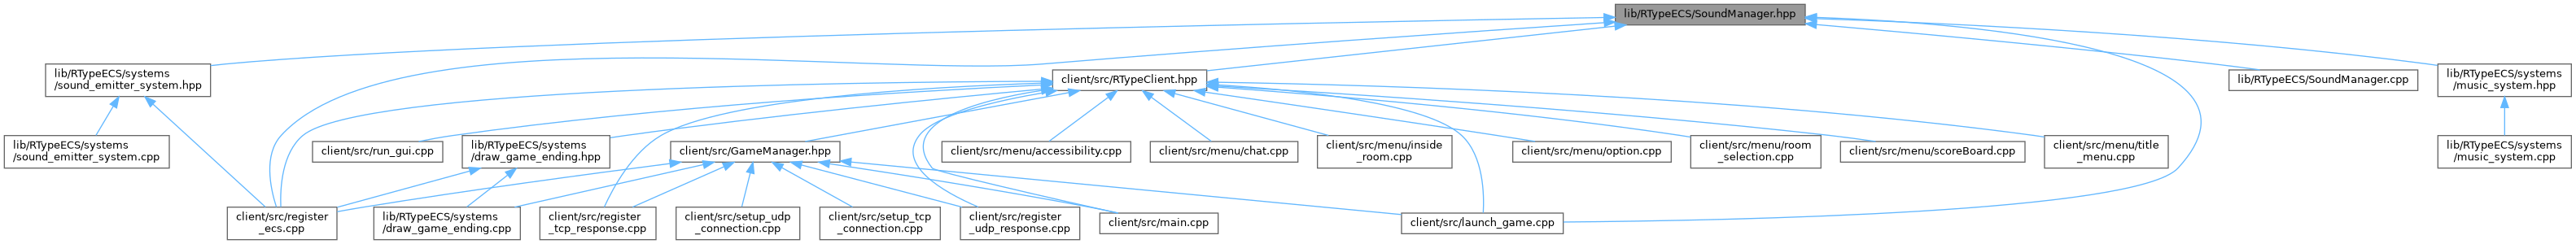 lib/RTypeECS/SoundManager.hpp
lib/RTypeECS/systems
/sound_emitter_system.hpp
client/src/RTypeClient.hpp
lib/RTypeECS/SoundManager.cpp
lib/RTypeECS/systems
/music_system.hpp
lib/RTypeECS/systems
/sound_emitter_system.cpp
client/src/run_gui.cpp
lib/RTypeECS/systems
/draw_game_ending.hpp
client/src/GameManager.hpp
client/src/menu/accessibility.cpp
client/src/menu/chat.cpp
client/src/menu/inside
_room.cpp
client/src/menu/option.cpp
client/src/menu/room
_selection.cpp
client/src/menu/scoreBoard.cpp
client/src/menu/title
_menu.cpp
lib/RTypeECS/systems
/music_system.cpp
client/src/register
_ecs.cpp
lib/RTypeECS/systems
/draw_game_ending.cpp
client/src/register
_tcp_response.cpp
client/src/setup_udp
_connection.cpp
client/src/setup_tcp
_connection.cpp
client/src/register
_udp_response.cpp
client/src/main.cpp
client/src/launch_game.cpp